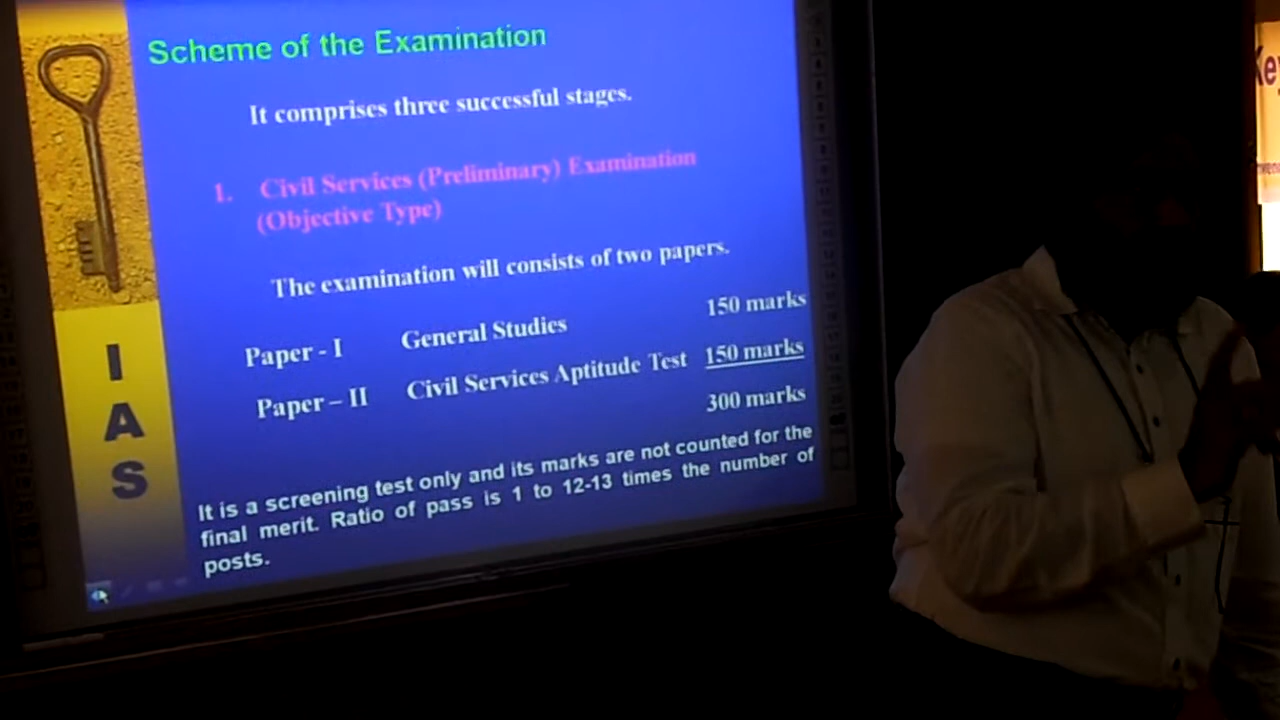 Scheme of the Examination
It comprises three successful stages.
1. Civil Services (Preliminary) Examination
(Objective Type)
The examination will consists of two papers.
Paper - I General Studies 150 marks
Paper – II Civil Services Aptitude Test 150 marks
300 marks
It is a screening test only and its marks are not counted for the
final merit. Ratio of pass is 1 to 12-13 times the number of
posts.
I
A
S
Key